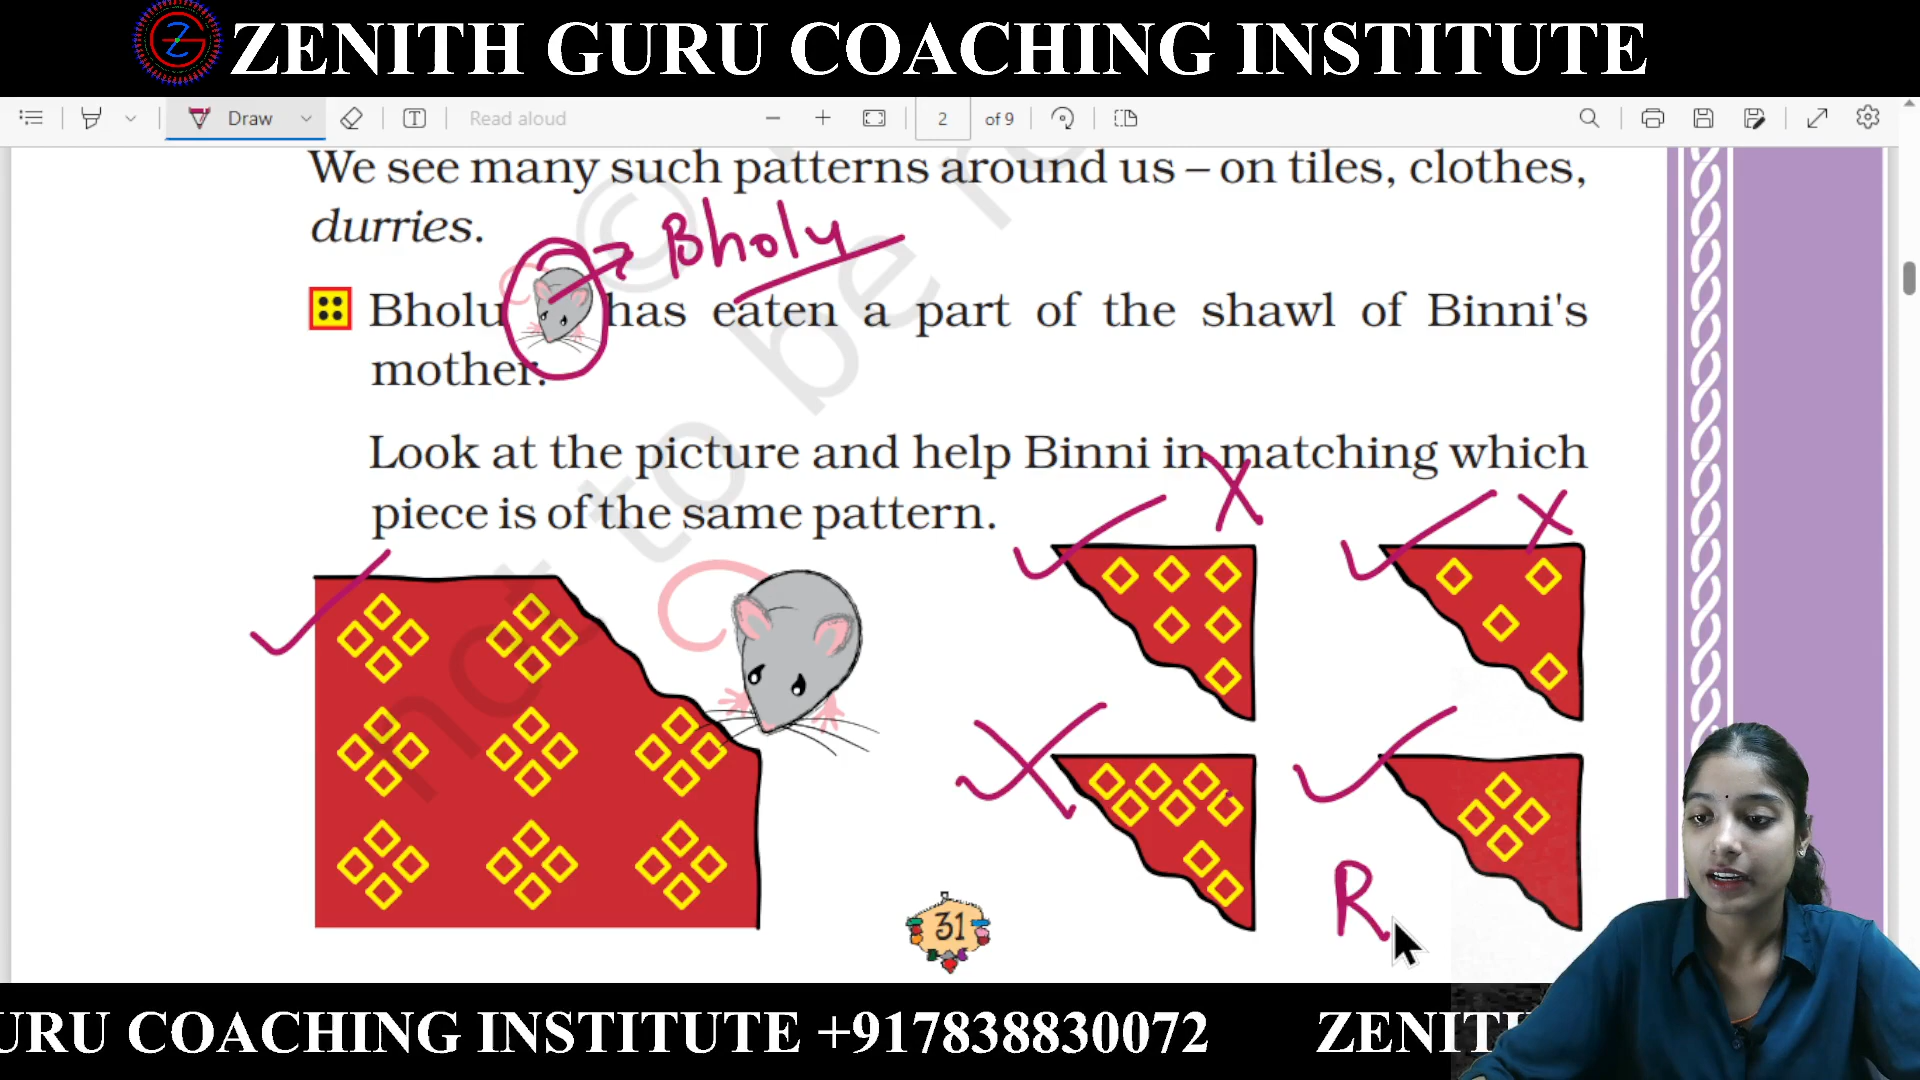 ZENITH GURU COACHING INSTITUTE
Draw
Read aloud
2
of 9
We see many such patterns around us – on tiles, clothes,
durries.
Bholu
Bholu has eaten a part of the shawl of Binni's
mother.
Look at the picture and help Binni in matching which
piece is of the same pattern.
R
31
URU COACHING INSTITUTE +917838830072 ZENIT